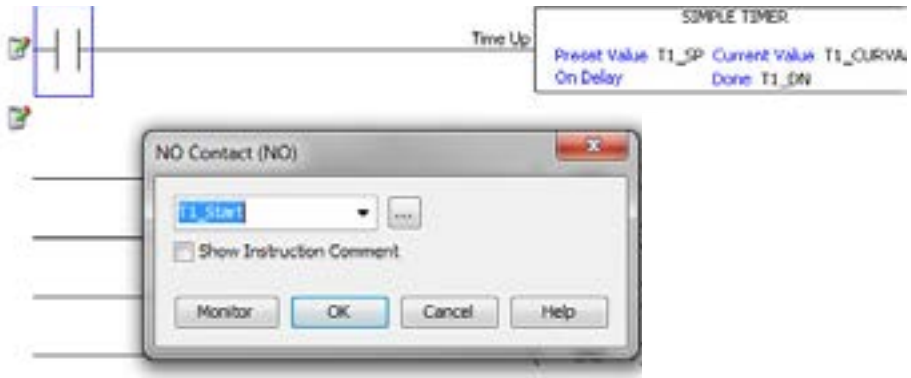 SIMPLE TIMER
Time Up
Preset Value T1_SP Current Value T1_CURVA
On Delay Done T1_DN
NO Contact (NO)
T1_Start
...
Show Instruction Comment
Monitor OK Cancel Help